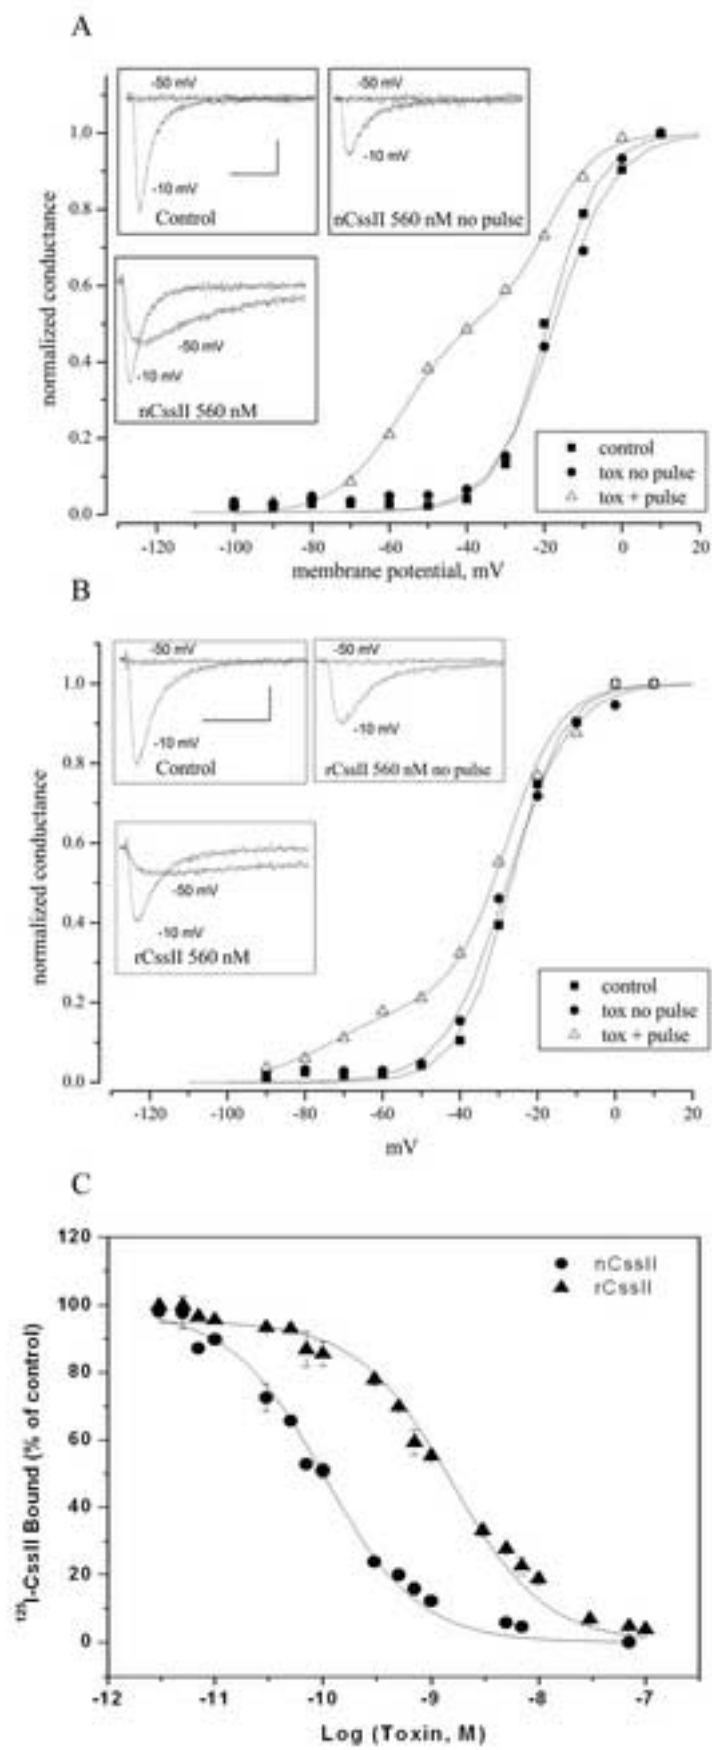 A
-50 mV
-10 mV
Control
-50 mV
-10 mV
nCssII 560 nM no pulse
-50 mV
-10 mV
nCssII 560 nM
normalized conductance
1.0
0.8
0.6
0.4
0.2
0.0
control
tox no pulse
tox + pulse
-120 -100 -80 -60 -40 -20 0 20
membrane potential, mV
B
-50 mV
-10 mV
Control
-50 mV
-10 mV
rCssII 560 nM no pulse
-50 mV
-10 mV
rCssII 560 nM
normalized conductance
1.0
0.8
0.6
0.4
0.2
0.0
control
tox no pulse
tox + pulse
-120 -100 -80 -60 -40 -20 0 20
mV
C
nCssII
rCssII
125I-CssII Bound (% of control)
120
100
80
60
40
20
0
-12 -11 -10 -9 -8 -7
Log (Toxin, M)